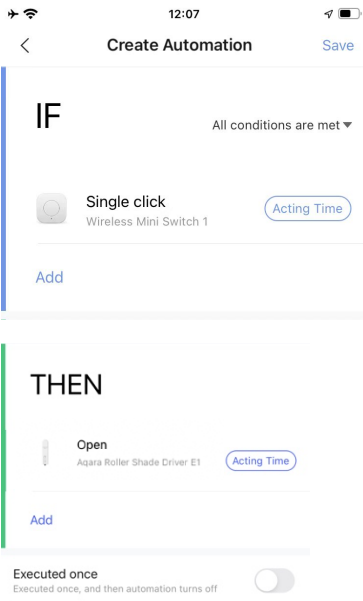 12:07
Create Automation Save
IF
All conditions are met
Single click
Wireless Mini Switch 1
Acting Time
Add
THEN
Open
Aqara Roller Shade Driver E1
Acting Time
Add
Executed once
Executed once, and then automation turns off